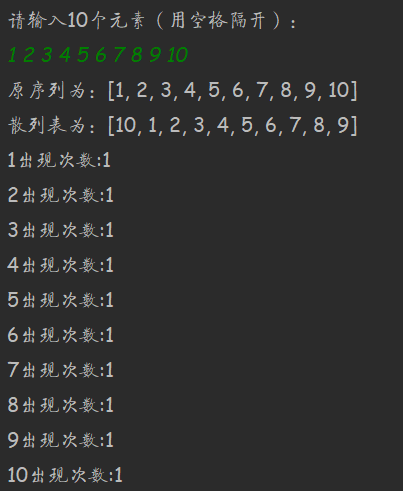 请输入10个元素（用空格隔开）：
1 2 3 4 5 6 7 8 9 10
原序列为：[1, 2, 3, 4, 5, 6, 7, 8, 9, 10]
散列表为：[10, 1, 2, 3, 4, 5, 6, 7, 8, 9]
1出现次数:1
2出现次数:1
3出现次数:1
4出现次数:1
5出现次数:1
6出现次数:1
7出现次数:1
8出现次数:1
9出现次数:1
10出现次数:1